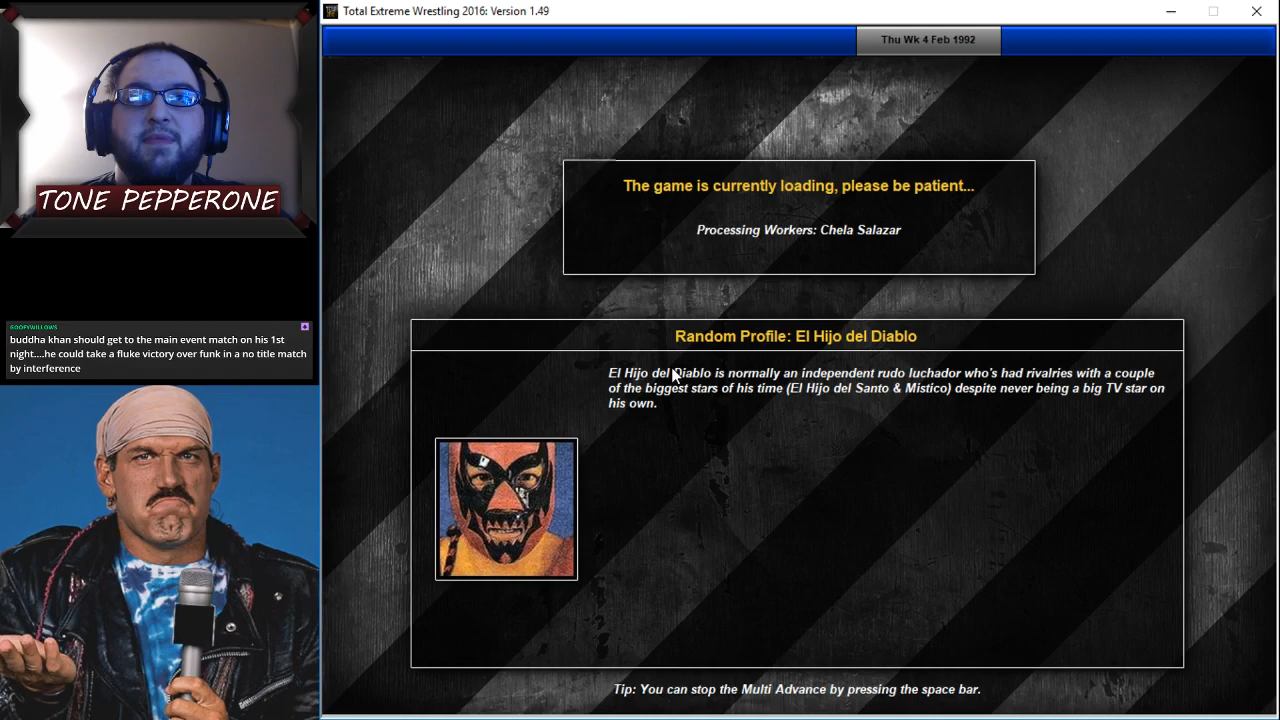 Total Extreme Wrestling 2016: Version 1.49
Thu Wk 4 Feb 1992
The game is currently loading, please be patient...
Processing Workers: Chela Salazar
TONE PEPPERONE
GOOFYWILLOWS
buddha khan should get to the main event match on his 1st
night....he could take a fluke victory over funk in a no title match
by interference
Random Profile: El Hijo del Diablo
El Hijo del Diablo is normally an independent rudo luchador who's had rivalries with a couple
of the biggest stars of his time (El Hijo del Santo & Mistico) despite never being a big TV star on
his own.
Tip: You can stop the Multi Advance by pressing the space bar.